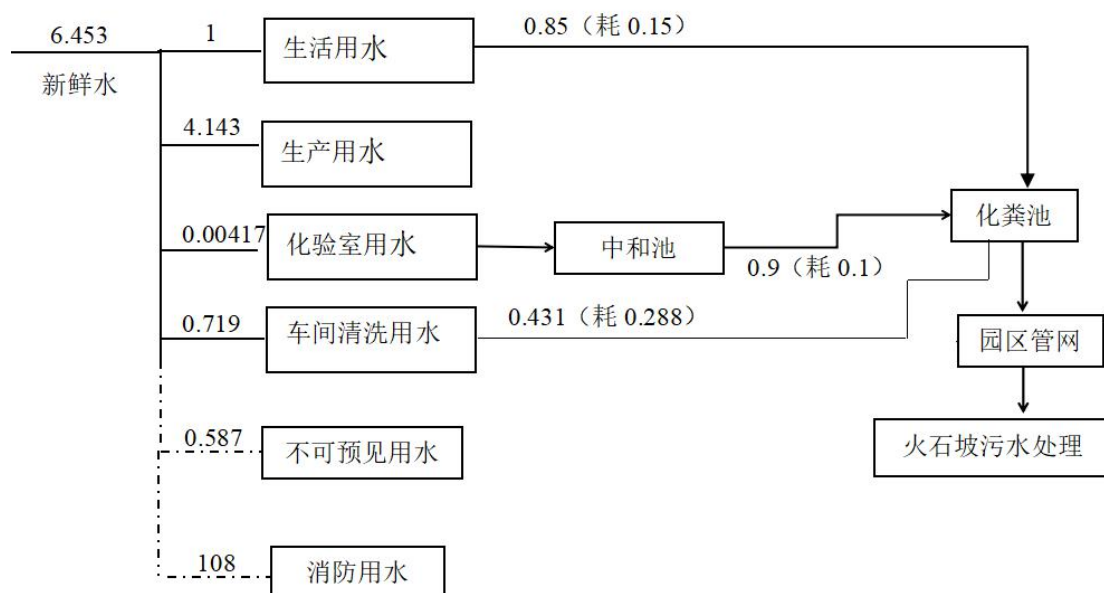 6.453
新鲜水
1
生活用水
0.85（耗 0.15）
4.143
生产用水
0.00417
化验室用水
中和池
0.9（耗 0.1）
化粪池
0.719
车间清洗用水
0.431（耗 0.288）
园区管网
0.587
不可预见用水
火石坡污水处理
108
消防用水